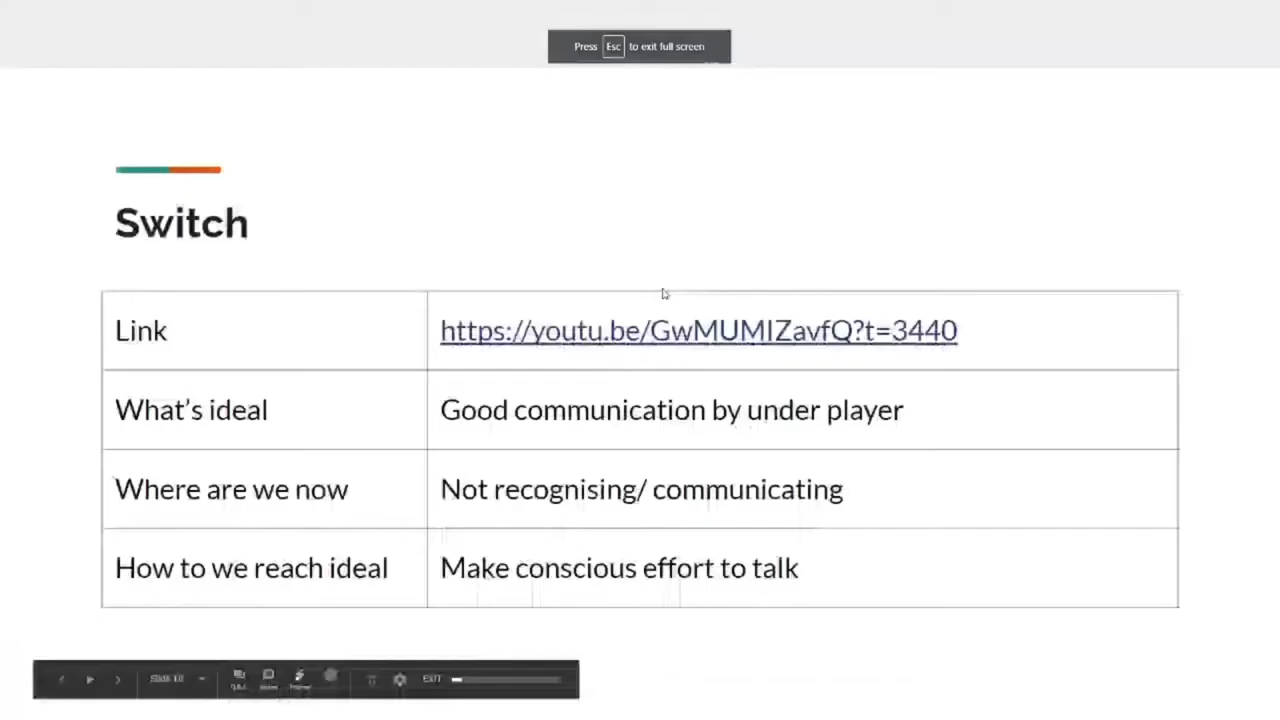 Press Esc to exit full screen
Switch
Link https://youtu.be/GwMUMIZavfQ?t=3440
What's ideal Good communication by under player
Where are we now Not recognising/ communicating
How to we reach ideal Make conscious effort to talk
EXIT